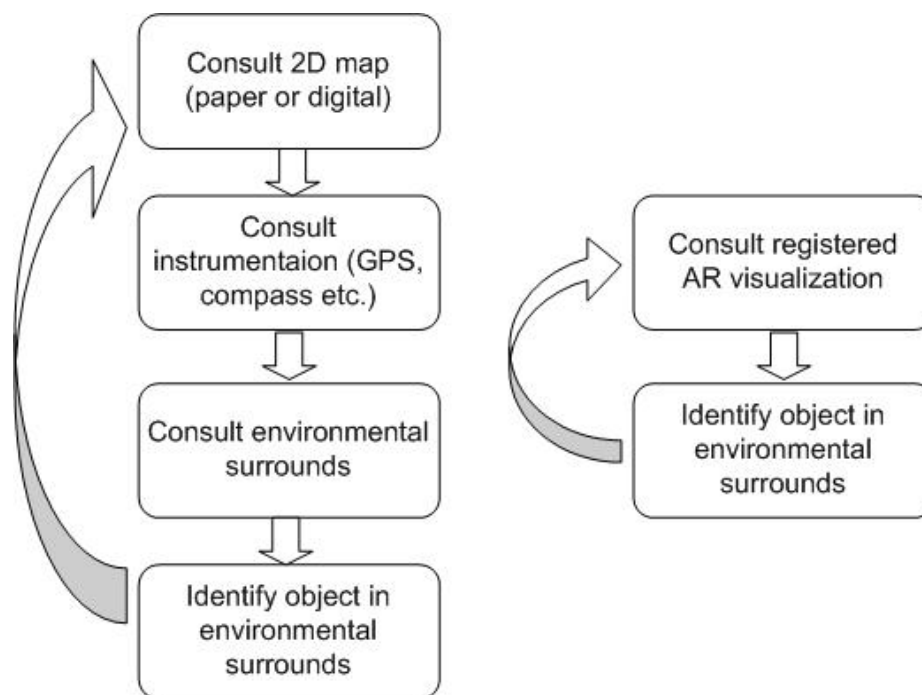 Consult 2D map
(paper or digital)
Consult
instrumentaion (GPS,
compass etc.)
Consult environmental
surrounds
Identify object in
environmental
surrounds
Consult registered
AR visualization
Identify object in
environmental
surrounds